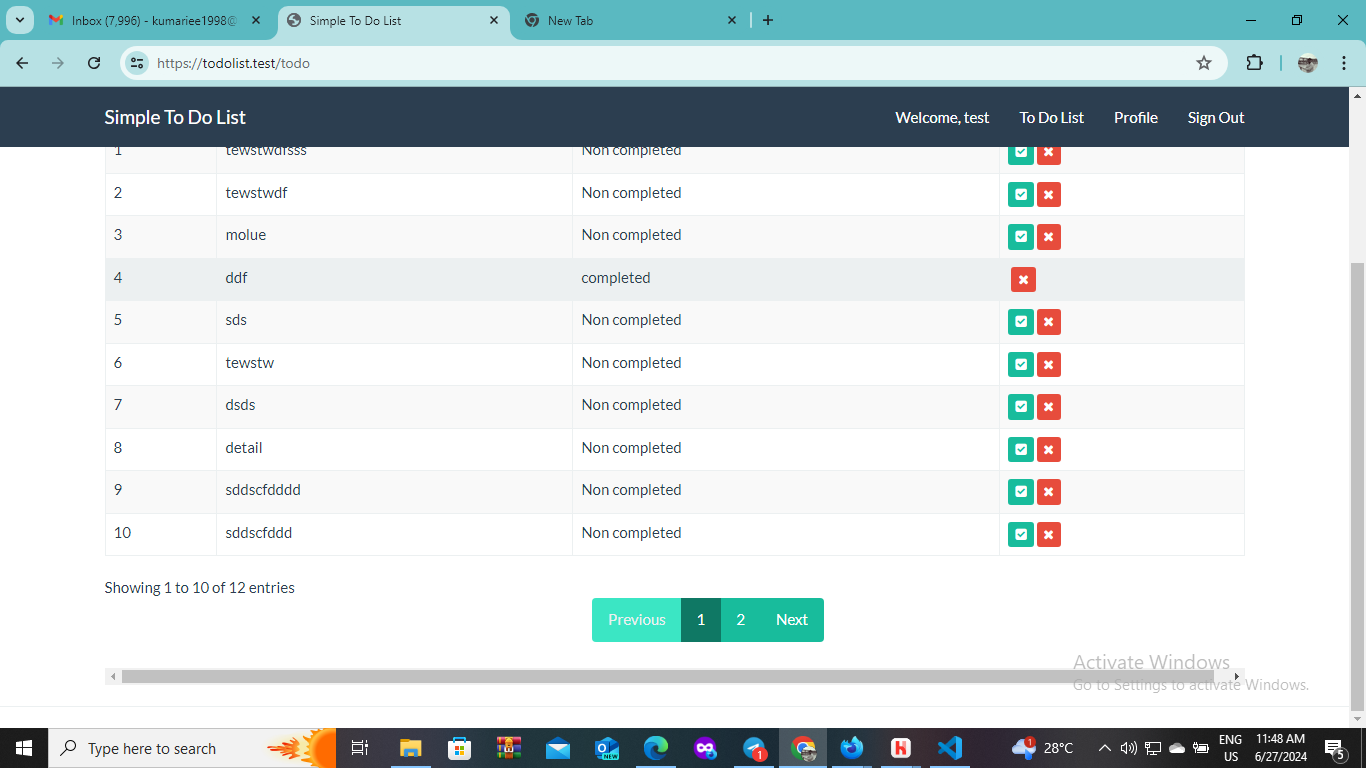 Inbox (7,996) - kumariee1998@
Simple To Do List
New Tab
https://todolist.test/todo
Simple To Do List Welcome, test To Do List Profile Sign Out
1 tewstwdfsss Non completed
2 tewstwdf Non completed
3 molue Non completed
4 ddf completed
5 sds Non completed
6 tewstw Non completed
7 dsds Non completed
8 detail Non completed
9 sddscfdddd Non completed
10 sddscfddd Non completed
Showing 1 to 10 of 12 entries
Previous 1 2 Next
Activate Windows
Go to Settings to activate Windows.
Type here to search
NEW
1
H
1
28°C
ENG
US
11:48 AM
6/27/2024
5